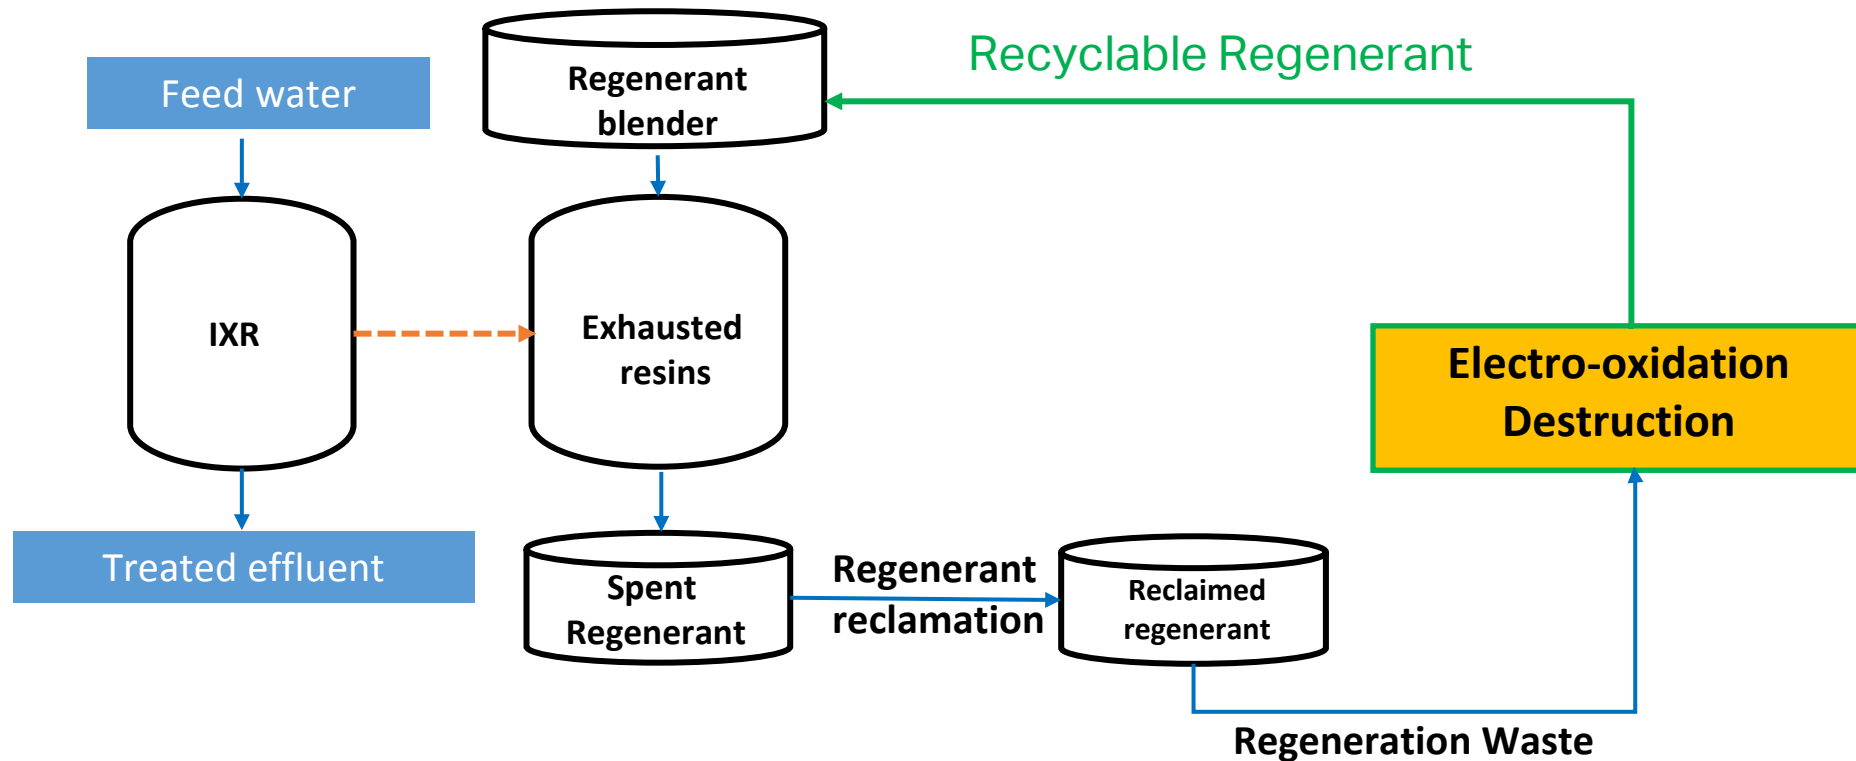 Feed water
Regenerant
blender
Recyclable Regenerant
IXR
Exhausted
resins
Electro-oxidation
Destruction
Treated effluent
Spent
Regenerant
Regenerant
reclamation
Reclaimed
regenerant
Regeneration Waste